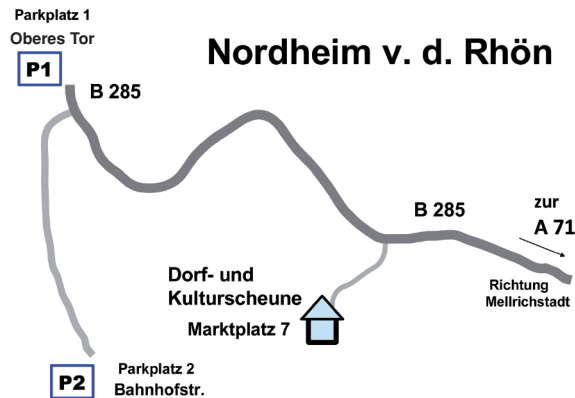 Parkplatz 1
Oberes Tor
P1
Nordheim v. d. Rhön
B 285
B 285
zur
A 71
Richtung
Mellrichstadt
Dorf- und
Kulturscheune
Marktplatz 7
P2
Parkplatz 2
Bahnhofstr.